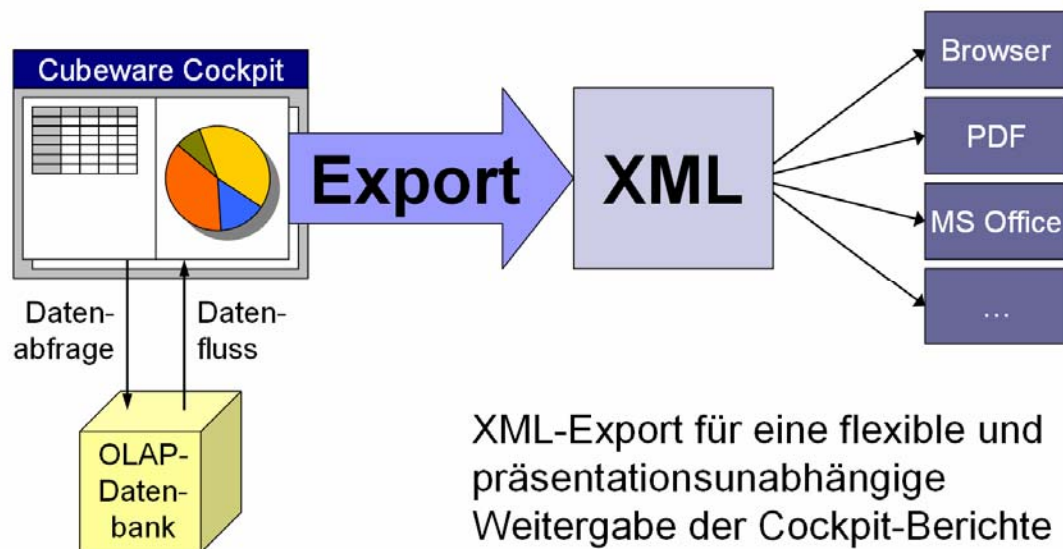 Cubeware Cockpit
Export
XML
Browser
PDF
MS Office
...
Daten-
abfrage
Daten-
fluss
OLAP-
Daten-
bank
XML-Export für eine flexible und
präsentationsunabhängige
Weitergabe der Cockpit-Berichte